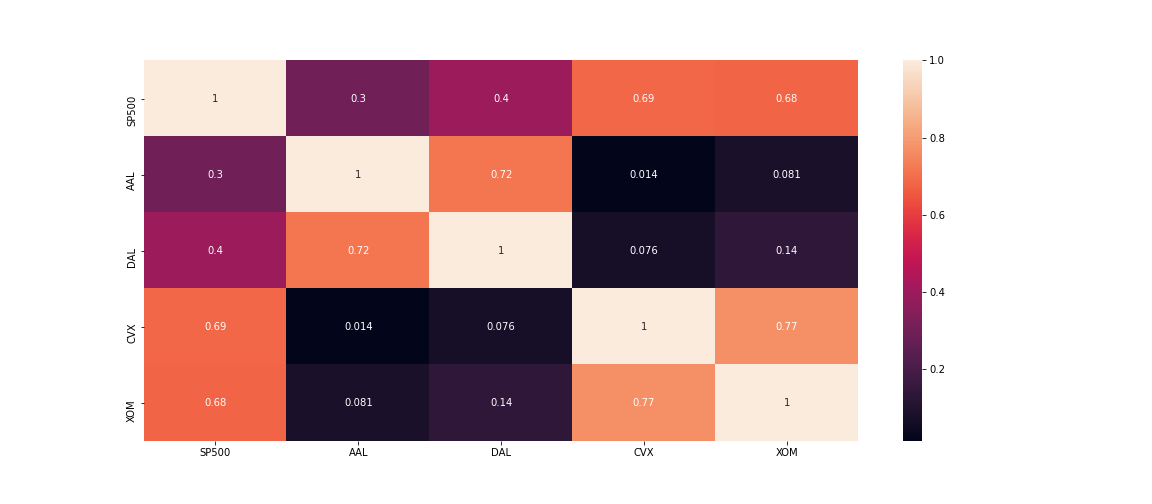 SP500 1 0.3 0.4 0.69 0.68
AAL 0.3 1 0.72 0.014 0.081
DAL 0.4 0.72 1 0.076 0.14
CVX 0.69 0.014 0.076 1 0.77
XOM 0.68 0.081 0.14 0.77 1
SP500 AAL DAL CVX XOM
1.0
0.8
0.6
0.4
0.2